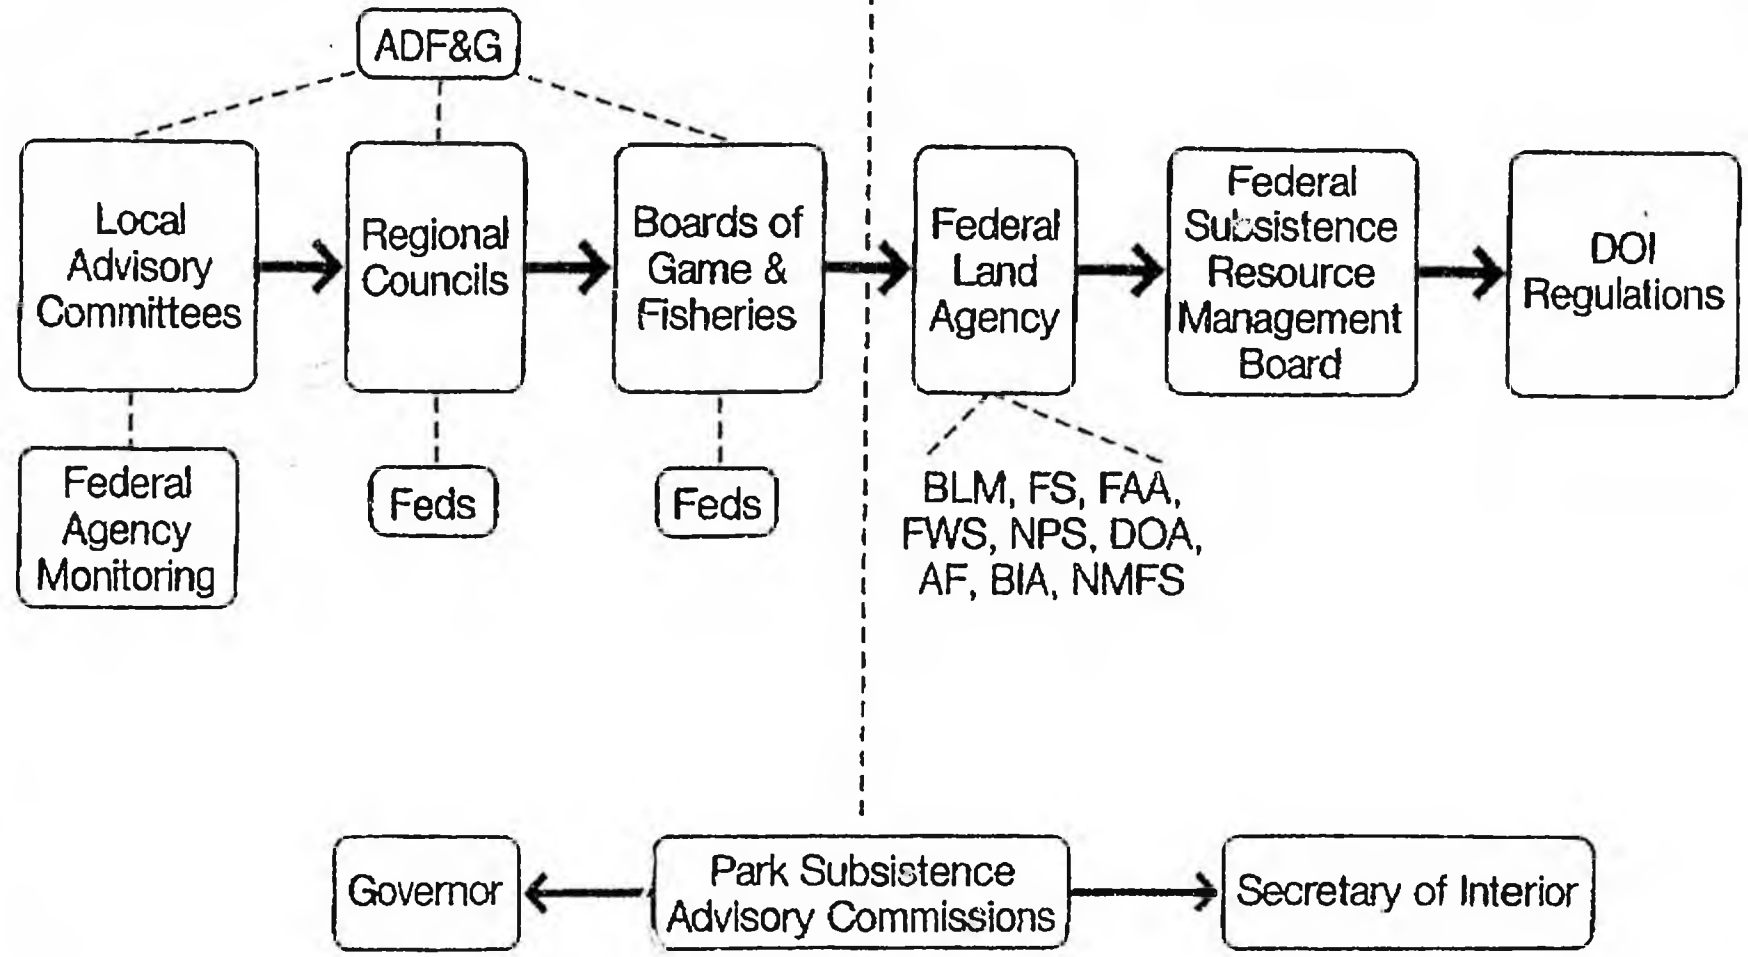 ADF&G
Local
Advisory
Committees
Regional
Councils
Boards of
Game &
Fisheries
Federal
Land
Agency
Federal
Subsistence
Resource
Management
Board
DOI
Regulations
Federal
Agency
Monitoring
Feds
Feds
BLM, FS, FAA,
FWS, NPS, DOA,
AF, BIA, NMFS
Governor
Park Subsistence
Advisory Commissions
Secretary of Interior